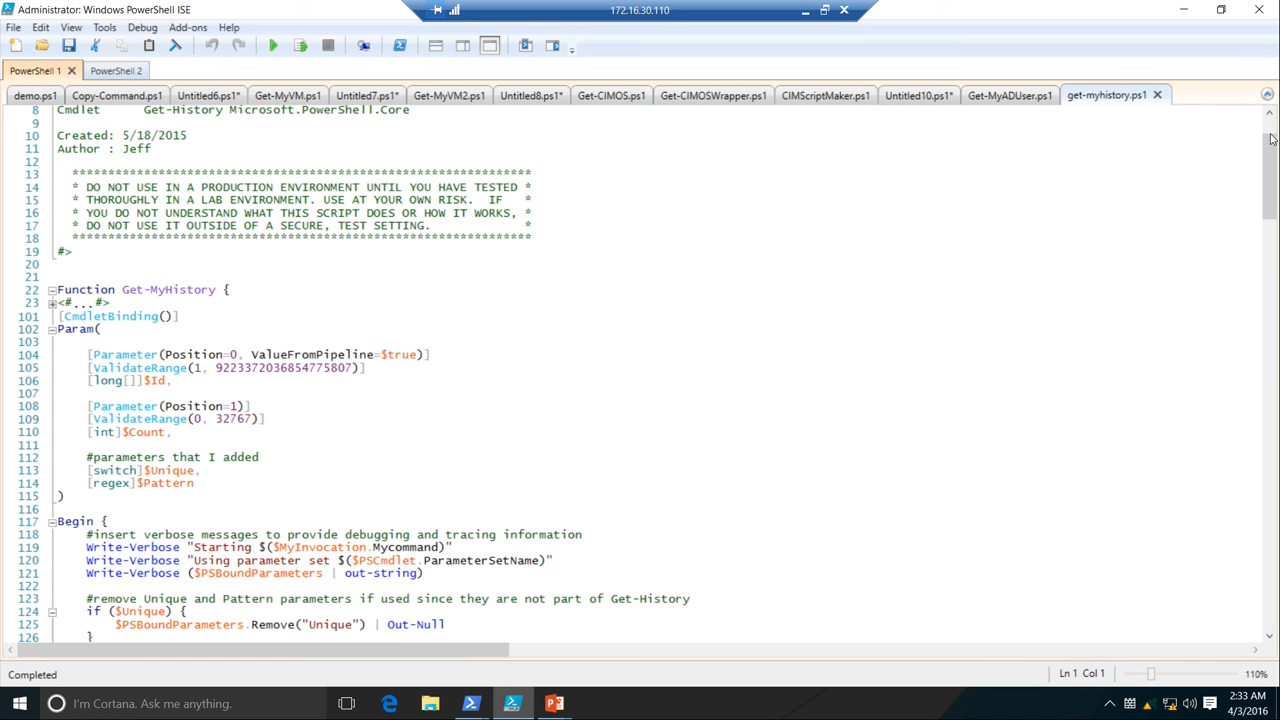 Administrator: Windows PowerShell ISE
172.16.30.110
File Edit View Tools Debug Add-ons Help
PowerShell 1 PowerShell 2
demo.ps1 Copy-Command.ps1 Untitled6.ps1* Get-MyVM.ps1 Untitled7.ps1* Get-MyVM2.ps1 Untitled8.ps1* Get-CIMOS.ps1 Get-CIMOSWrapper.ps1 CIMScriptMaker.ps1 Untitled10.ps1* Get-MyADUser.ps1 get-myhistory.ps1
8 Cmdlet Get-History Microsoft.PowerShell.Core
9
10 Created: 5/18/2015
11 Author : Jeff
12
13 ****************************************************************
14 * DO NOT USE IN A PRODUCTION ENVIRONMENT UNTIL YOU HAVE TESTED *
15 * THOROUGHLY IN A LAB ENVIRONMENT. USE AT YOUR OWN RISK. IF *
16 * YOU DO NOT UNDERSTAND WHAT THIS SCRIPT DOES OR HOW IT WORKS, *
17 * DO NOT USE IT OUTSIDE OF A SECURE, TEST SETTING. *
18 ****************************************************************
19 #>
20
21
22 Function Get-MyHistory {
23 <#...#>
101 [CmdletBinding()]
102 Param(
103
104 [Parameter(Position=0, ValueFromPipeline=$true)]
105 [ValidateRange(1, 9223372036854775807)]
106 [long[]]$Id,
107
108 [Parameter(Position=1)]
109 [ValidateRange(0, 32767)]
110 [int]$Count,
111
112 #parameters that I added
113 [switch]$Unique,
114 [regex]$Pattern
115 )
116
117 Begin {
118 #insert verbose messages to provide debugging and tracing information
119 Write-Verbose "Starting $($MyInvocation.Mycommand)"
120 Write-Verbose "Using parameter set $($PSCmdlet.ParameterSetName)"
121 Write-Verbose ($PSBoundParameters | out-string)
122
123 #remove Unique and Pattern parameters if used since they are not part of Get-History
124 if ($Unique) {
125 $PSBoundParameters.Remove("Unique") | Out-Null
126 }
Completed
Ln 1 Col 1
110%
I'm Cortana. Ask me anything.
2:33 AM
4/3/2016